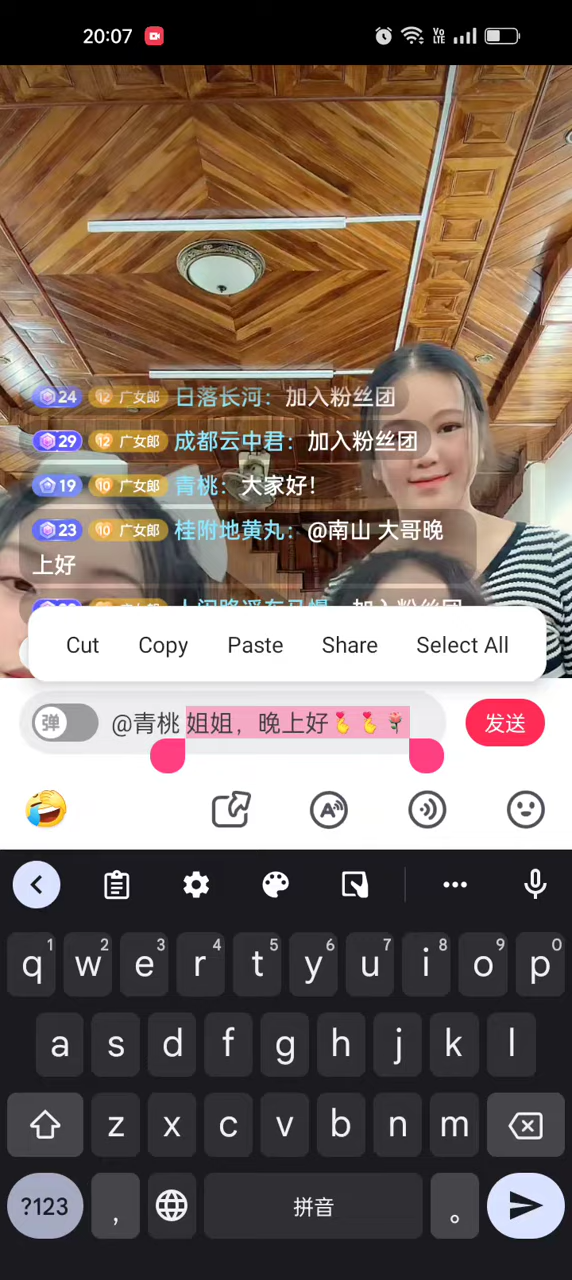 20:07
Vo LTE
24 12 广女郎 日落长河：加入粉丝团
29 12 广女郎 成都云中君：加入粉丝团
19 10 广女郎 青桃：大家好！
23 10 广女郎 桂附地黄丸：@南山 大哥晚
上好
Cut Copy Paste Share Select All
弹 @青桃 姐姐，晚上好🫰🫰🌹 发送
A
1 2 3 4 5 6 7 8 9 0
q w e r t y u i o p
a s d f g h j k l
z x c v b n m
?123 , 拼音 。